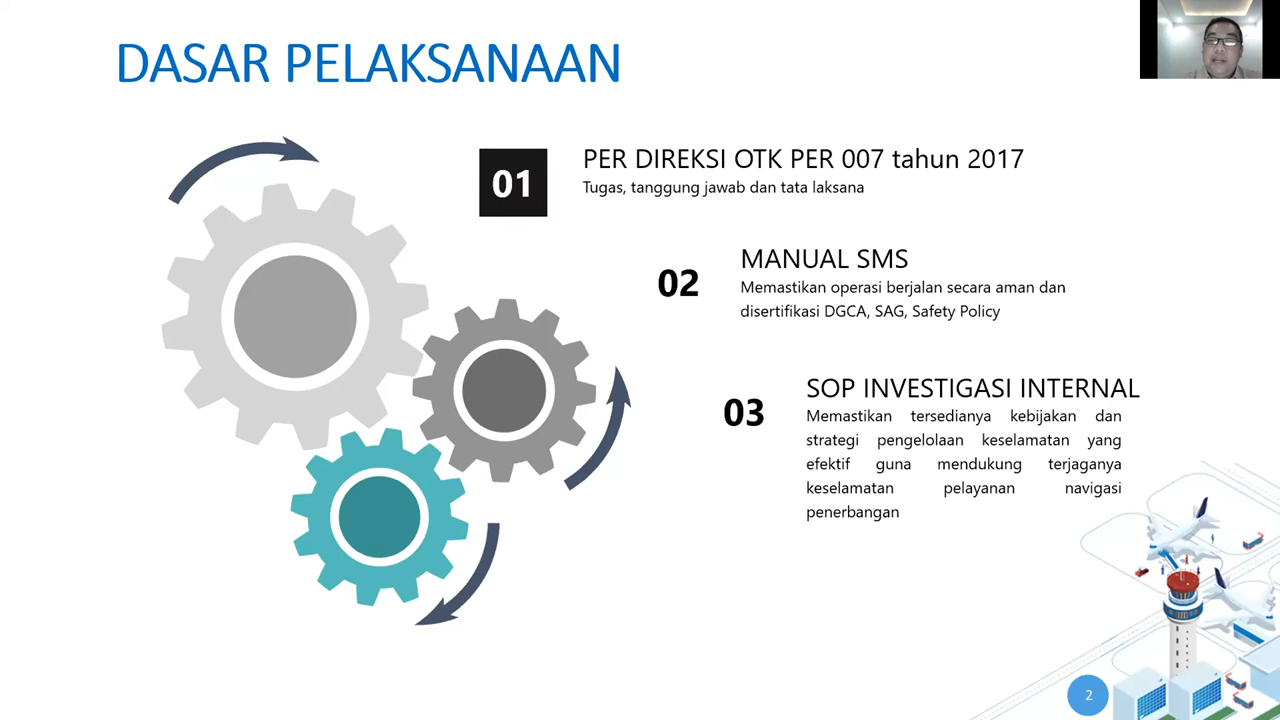 DASAR PELAKSANAAN
01
PER DIREKSI OTK PER 007 tahun 2017
Tugas, tanggung jawab dan tata laksana
02
MANUAL SMS
Memastikan operasi berjalan secara aman dan
disertifikasi DGCA, SAG, Safety Policy
03
SOP INVESTIGASI INTERNAL
Memastikan tersedianya kebijakan dan
strategi pengelolaan keselamatan yang
efektif guna mendukung terjaganya
keselamatan pelayanan navigasi
penerbangan
2